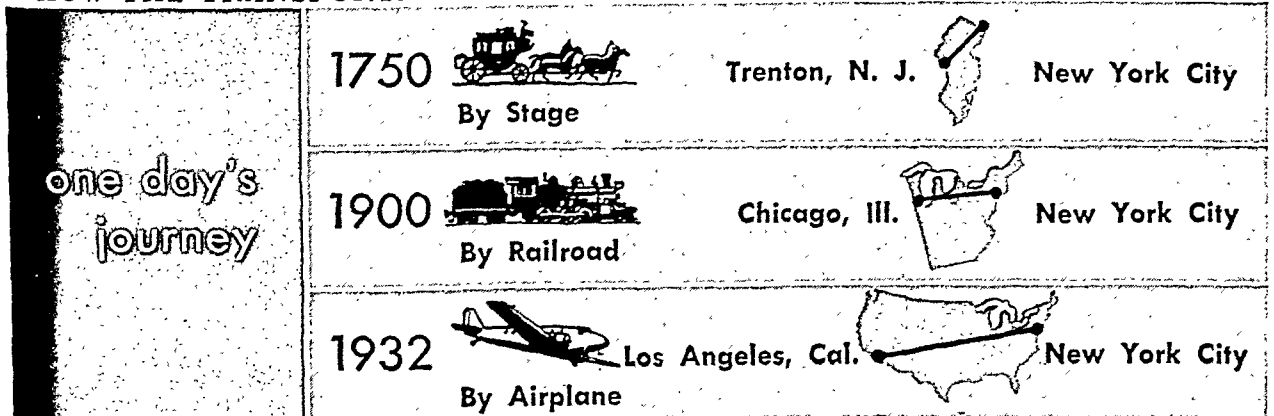 one day's
journey
1750
By Stage
Trenton, N. J.
New York City
1900
By Railroad
Chicago, Ill.
New York City
1932
By Airplane
Los Angeles, Cal.
New York City